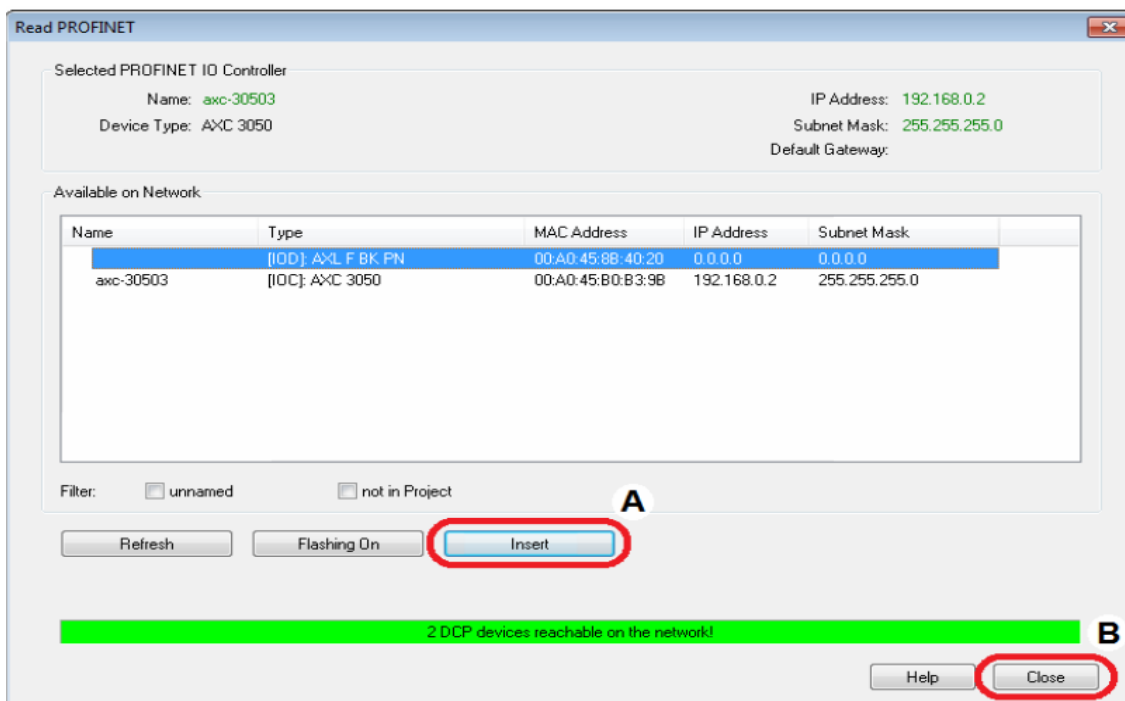 Read PROFINET
Selected PROFINET IO Controller
Name: axc-30503 IP Address: 192.168.0.2
Device Type: AXC 3050 Subnet Mask: 255.255.255.0
Default Gateway:
Available on Network
Name Type MAC Address IP Address Subnet Mask
[IOD]: AXL F BK PN 00:A0:45:8B:40:20 0.0.0.0 0.0.0.0
axc-30503 [IOC]: AXC 3050 00:A0:45:B0:B3:9B 192.168.0.2 255.255.255.0
Filter: unnamed not in Project
A
Refresh Flashing On Insert
2 DCP devices reachable on the network!
B
Help Close